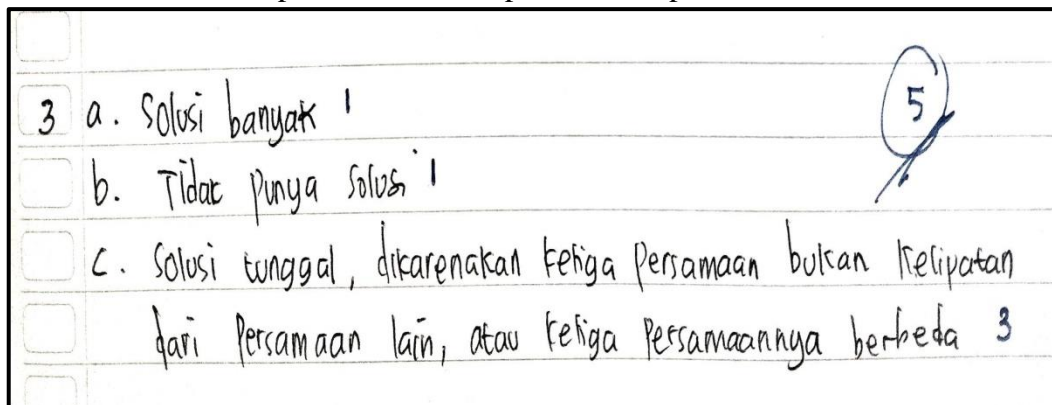 3 a. Solusi banyak 1
5
b. Tidak Punya Solusi 1
c. Solusi tunggal, dikarenakan ketiga Persamaan bukan kelipatan
dari Persamaan lain, atau ketiga Persamaannya berbeda 3